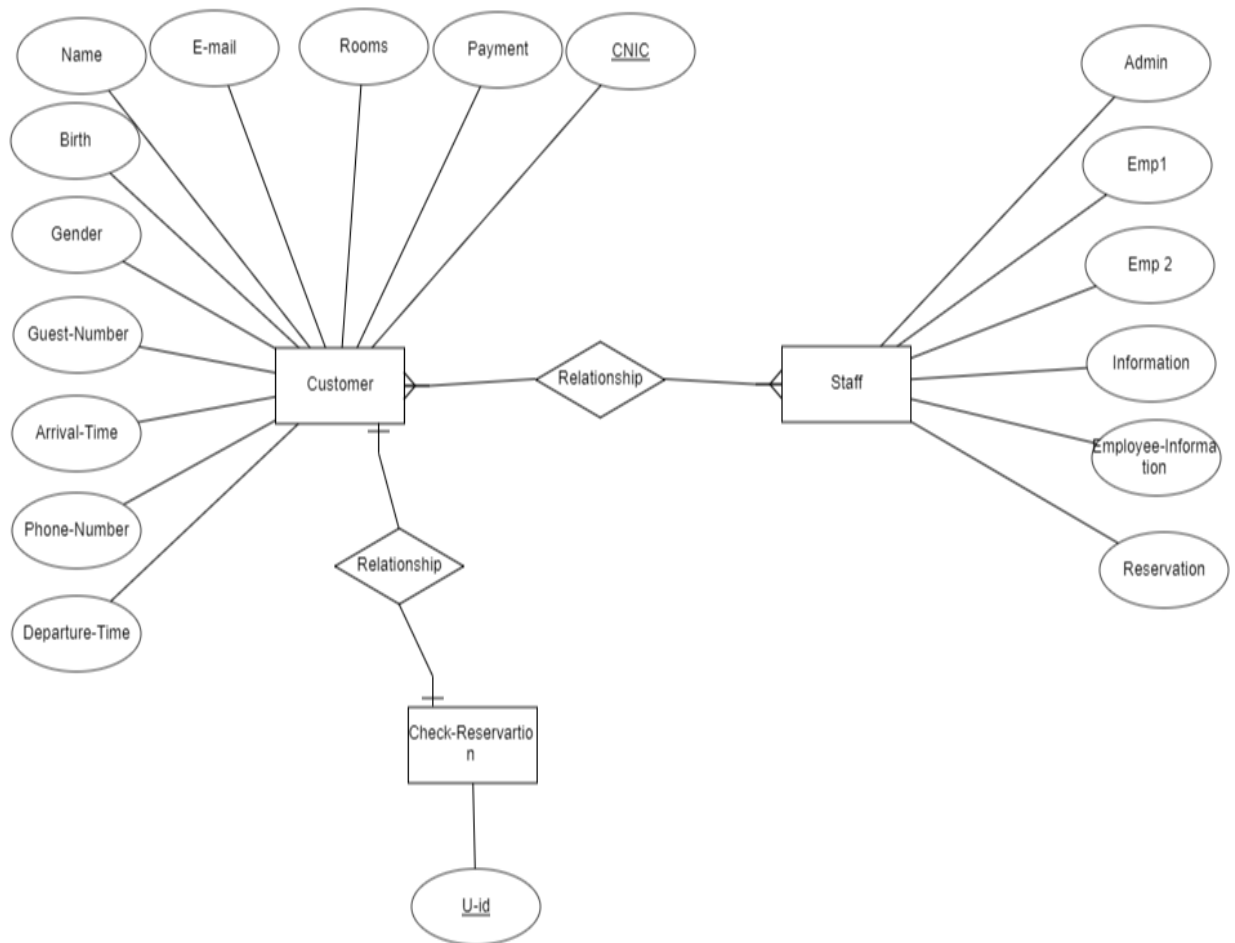 Name
E-mail
Rooms
Payment
CNIC
Admin
Birth
Emp1
Gender
Emp 2
Guest-Number
Information
Customer
Relationship
Staff
Arrival-Time
Employee-Informa
tion
Phone-Number
Relationship
Reservation
Departure-Time
Check-Reservartio
n
U-id